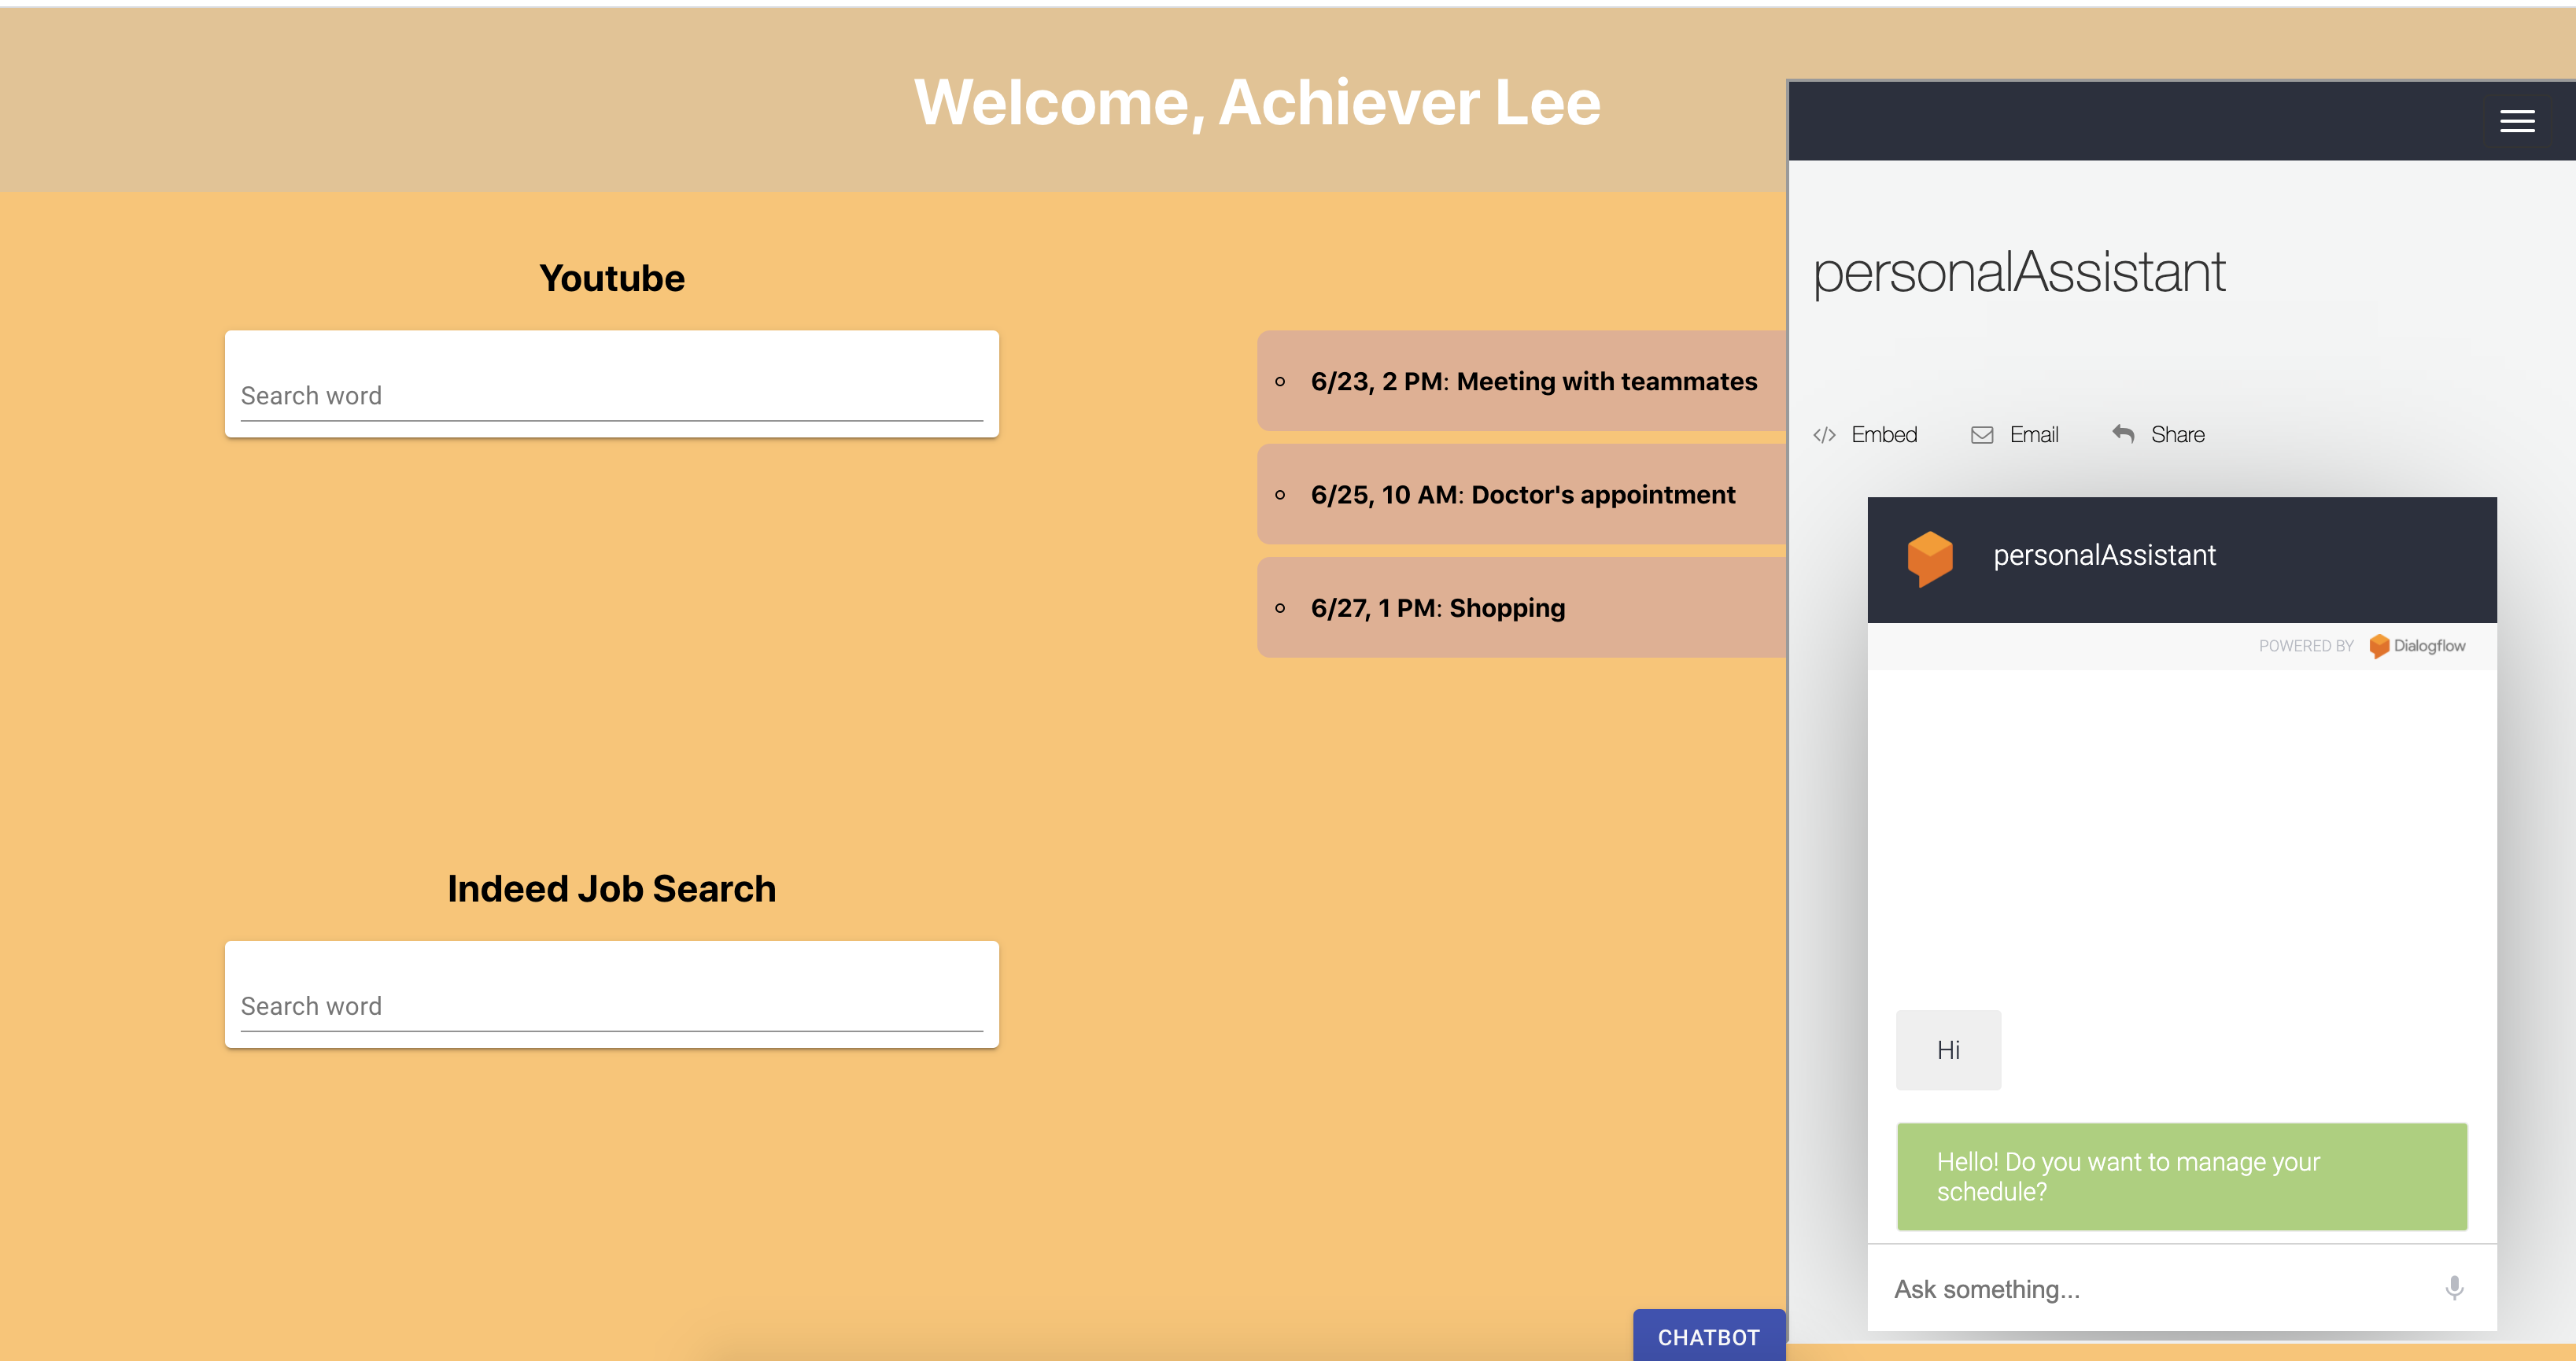 Welcome, Achiever Lee
Youtube
Search word
6/23, 2 PM: Meeting with teammates
6/25, 10 AM: Doctor's appointment
6/27, 1 PM: Shopping
Indeed Job Search
Search word
CHATBOT
personalAssistant
Embed Email Share
personalAssistant
POWERED BY Dialogflow
Hi
Hello! Do you want to manage your
schedule?
Ask something...